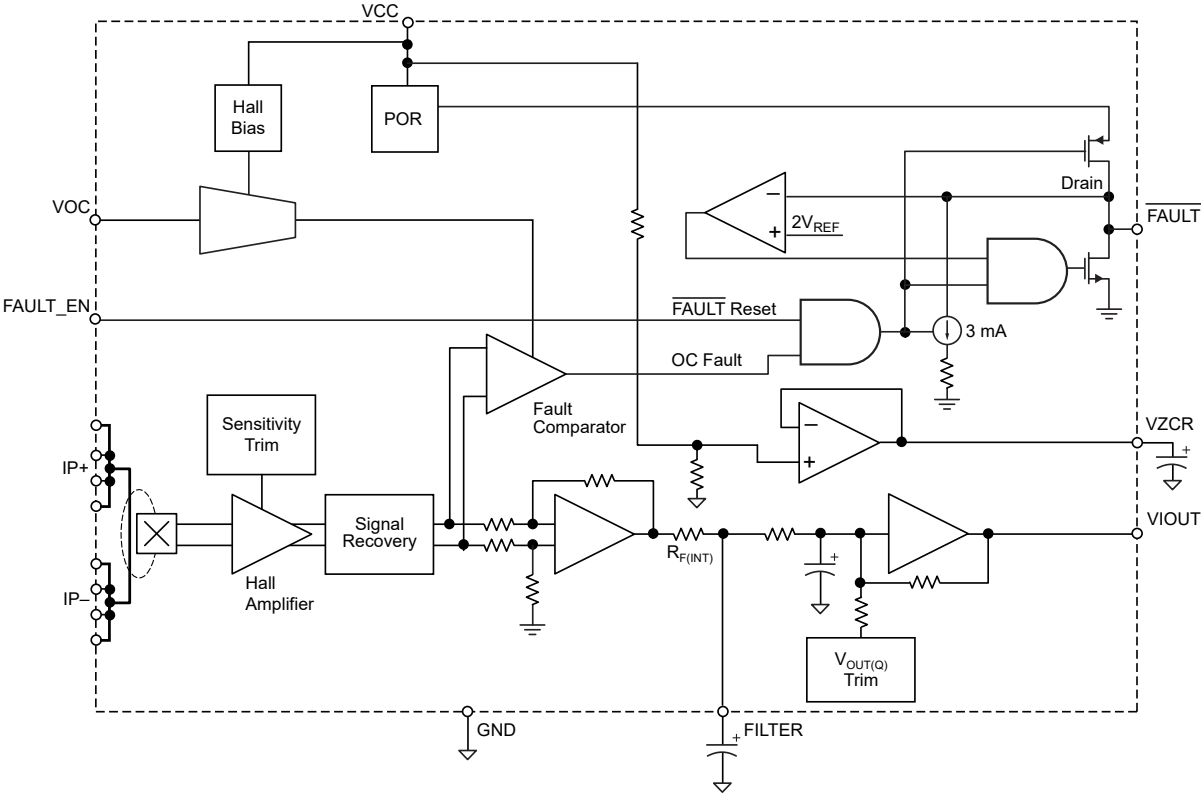 VCC
Hall
Bias
POR
VOC
Drain
−
+
2VREF
FAULT
FAULT_EN
FAULT Reset
3 mA
OC Fault
Fault
Comparator
Sensitivity
Trim
−
+
VZCR
+
IP+
Signal
Recovery
RF(INT)
VIOUT
+
Hall
Amplifier
IP–
VOUT(Q)
Trim
GND
+
FILTER